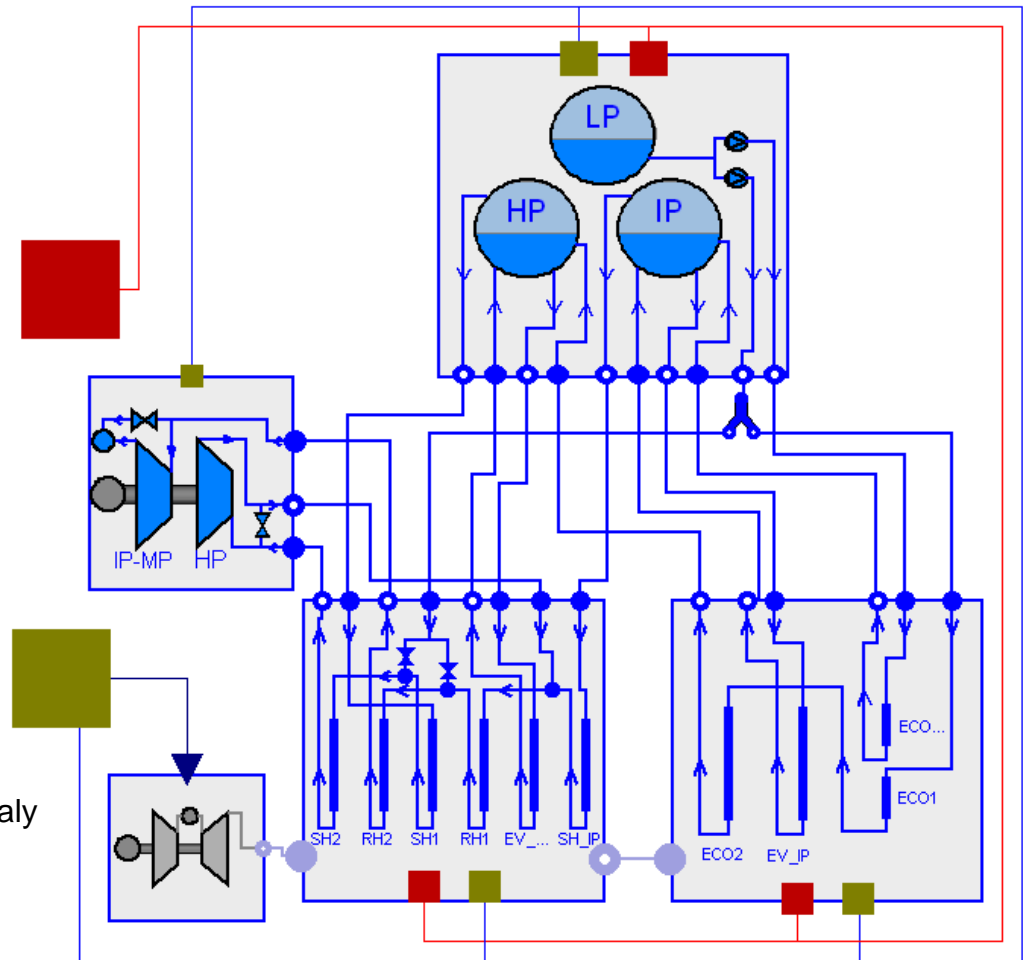 LP
HP IP
IP-MP HP
ECO...
ECO1
aly
SH2 RH2 SH1 RH1 EV_... SH_IP
ECO2 EV_IP